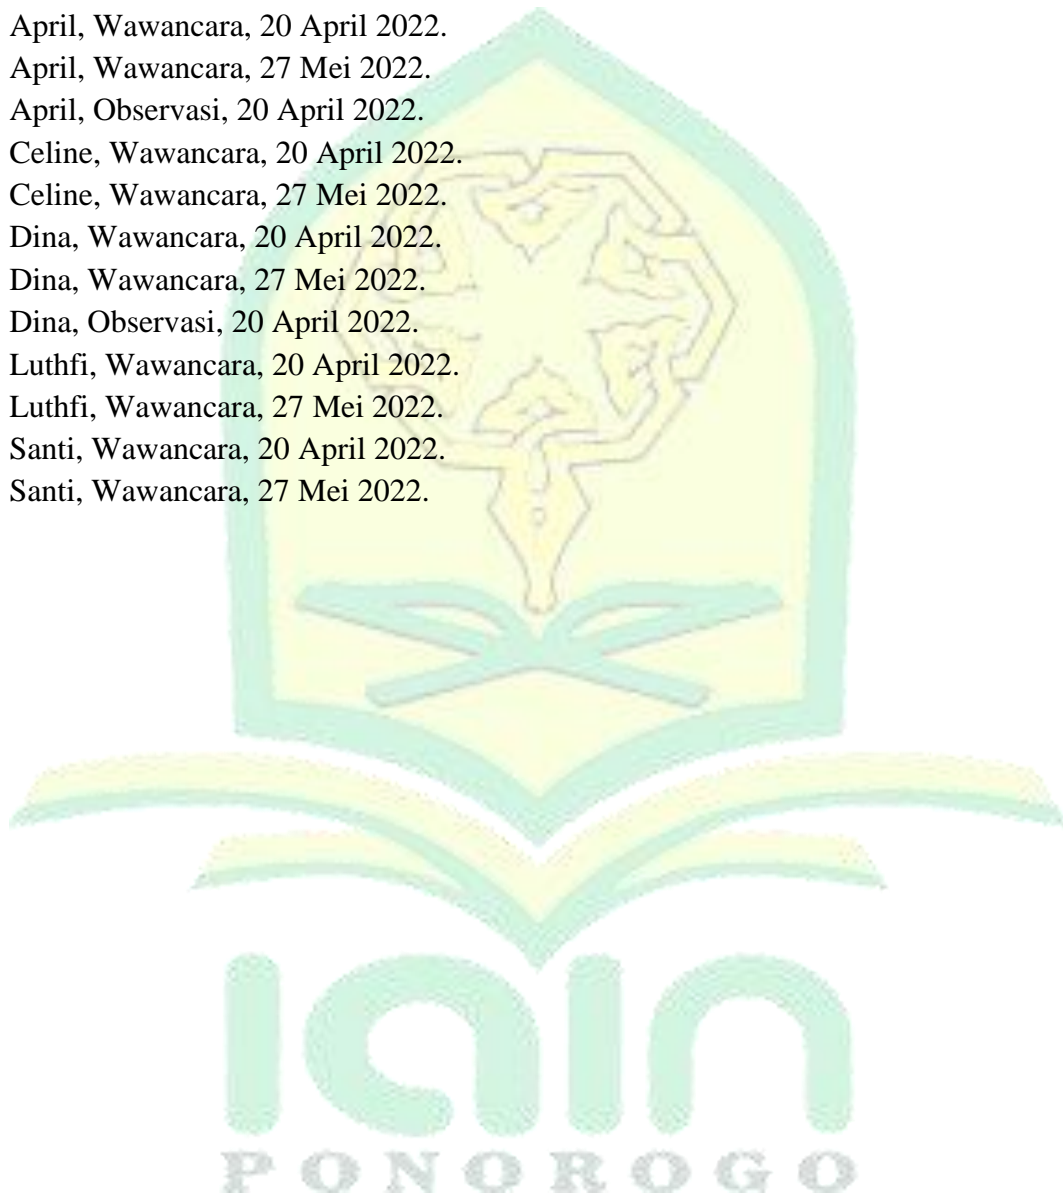 April, Wawancara, 20 April 2022.
April, Wawancara, 27 Mei 2022.
April, Observasi, 20 April 2022.
Celine, Wawancara, 20 April 2022.
Celine, Wawancara, 27 Mei 2022.
Dina, Wawancara, 20 April 2022.
Dina, Wawancara, 27 Mei 2022.
Dina, Observasi, 20 April 2022.
Luthfi, Wawancara, 20 April 2022.
Luthfi, Wawancara, 27 Mei 2022.
Santi, Wawancara, 20 April 2022.
Santi, Wawancara, 27 Mei 2022.
IAIN
PONOROGO